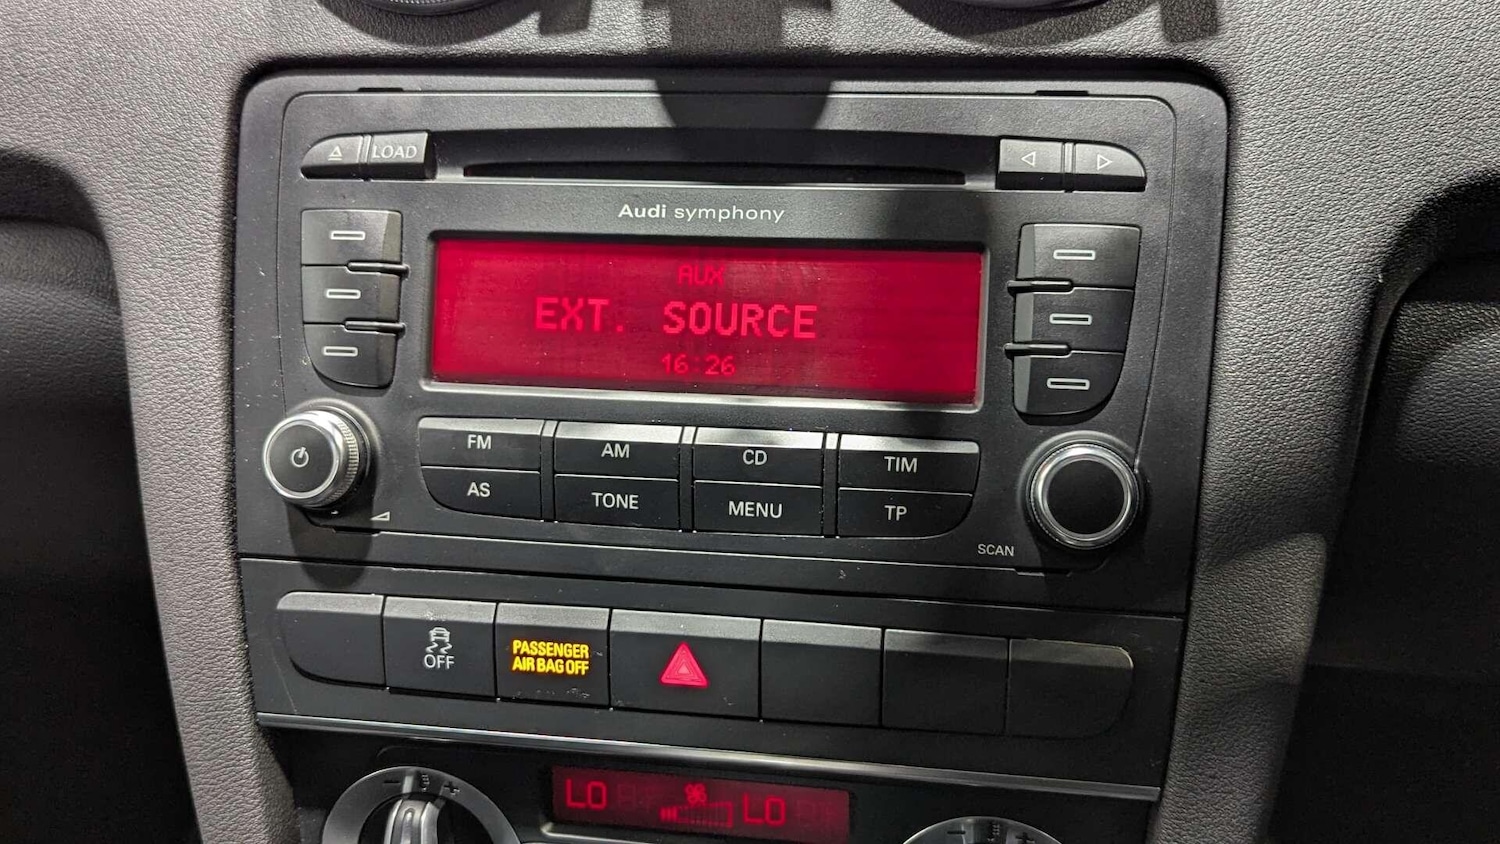 LOAD
Audi symphony
AUX
EXT. SOURCE
16:26
FM AM CD TIM
AS TONE MENU TP
SCAN
OFF
PASSENGER
AIR BAG OFF
LO LO